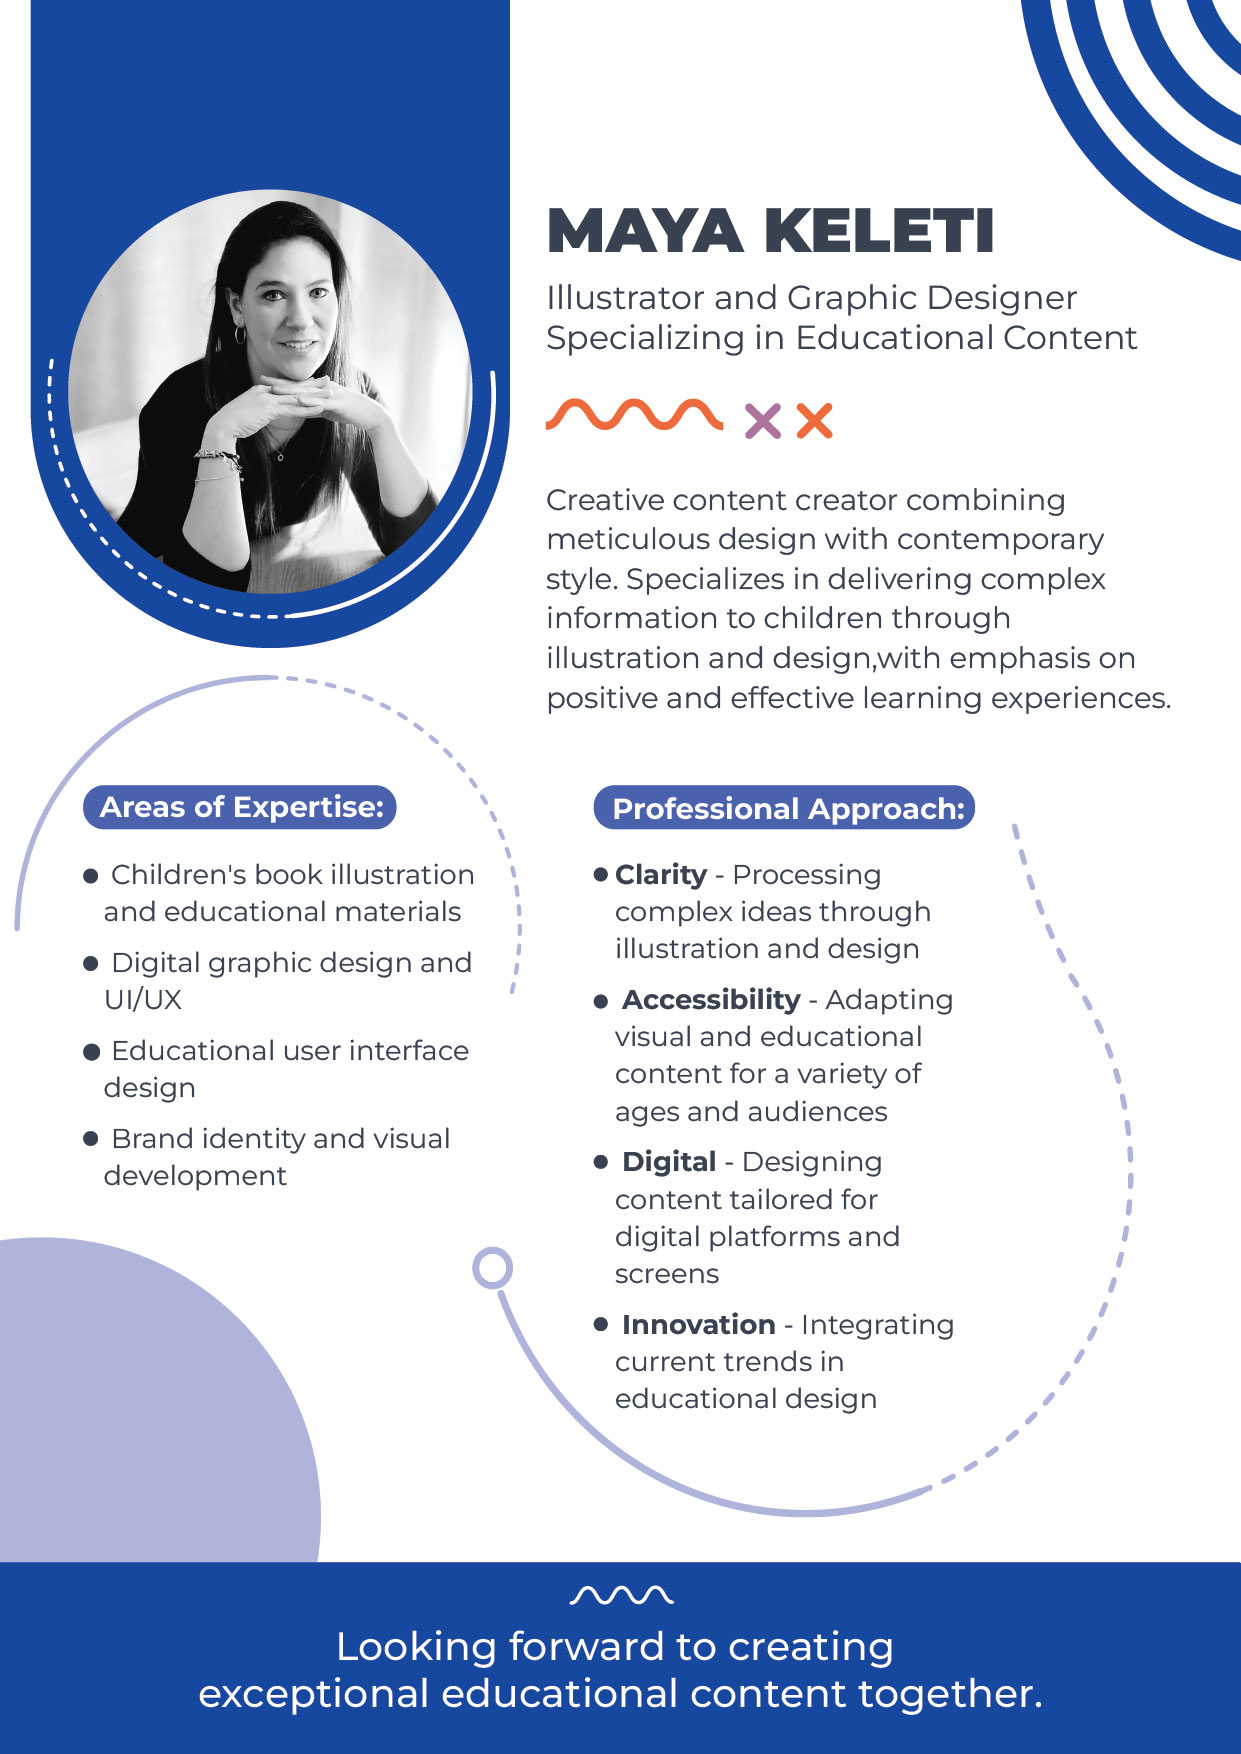 MAYA KELETI
Illustrator and Graphic Designer
Specializing in Educational Content
Creative content creator combining
meticulous design with contemporary
style. Specializes in delivering complex
information to children through
illustration and design,with emphasis on
positive and effective learning experiences.
Areas of Expertise:
● Children's book illustration
and educational materials
● Digital graphic design and
UI/UX
● Educational user interface
design
● Brand identity and visual
development
Professional Approach:
● Clarity - Processing
complex ideas through
illustration and design
● Accessibility - Adapting
visual and educational
content for a variety of
ages and audiences
● Digital - Designing
content tailored for
digital platforms and
screens
● Innovation - Integrating
current trends in
educational design
Looking forward to creating
exceptional educational content together.